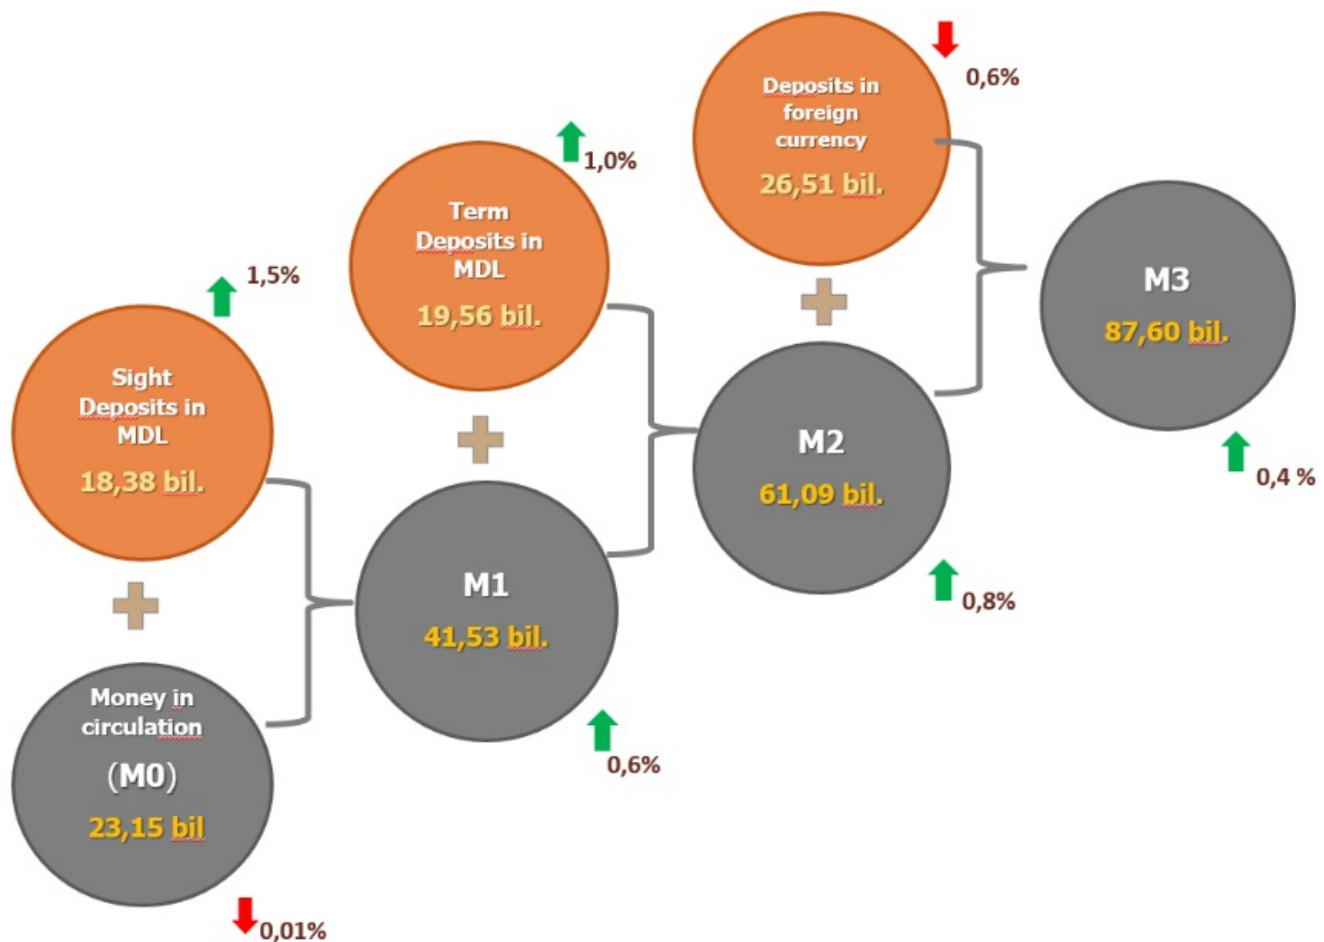 Sight
Deposits in
MDL
18,38 bil.
1,5%
Money in
circulation
(M0)
23,15 bil
0,01%
Term
Deposits in
MDL
19,56 bil.
1,0%
M1
41,53 bil.
0,6%
Deposits in
foreign
currency
26,51 bil.
0,6%
M2
61,09 bil.
0,8%
M3
87,60 bil.
0,4 %